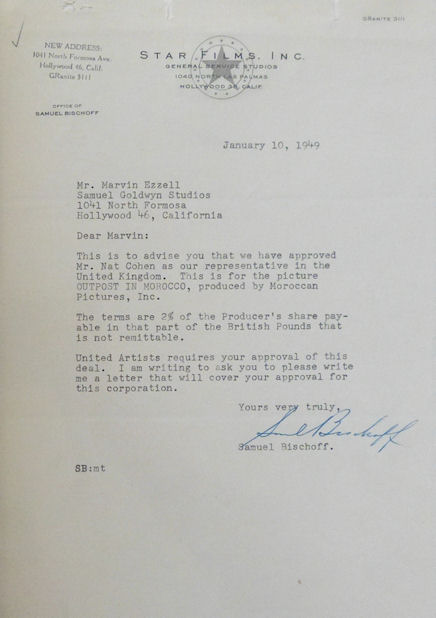 GRanite 3111
NEW ADDRESS:
1041 North Formosa Ave.
Hollywood 46, Calif.
GRanite 3111
STAR FILMS, INC.
GENERAL SERVICE STUDIOS
1040 NORTH LAS PALMAS
HOLLYWOOD 38, CALIF.
OFFICE OF
SAMUEL BISCHOFF
January 10, 1949
Mr. Marvin Ezzell
Samuel Goldwyn Studios
1041 North Formosa
Hollywood 46, California
Dear Marvin:
This is to advise you that we have approved
Mr. Nat Cohen as our representative in the
United Kingdom. This is for the picture
OUTPOST IN MOROCCO, produced by Moroccan
Pictures, Inc.
The terms are 2% of the Producer's share pay-
able in that part of the British Pounds that
is not remittable.
United Artists requires your approval of this
deal. I am writing to ask you to please write
me a letter that will cover your approval for
this corporation.
Yours very truly,
Saml Bischoff
Samuel Bischoff.
SB:mt